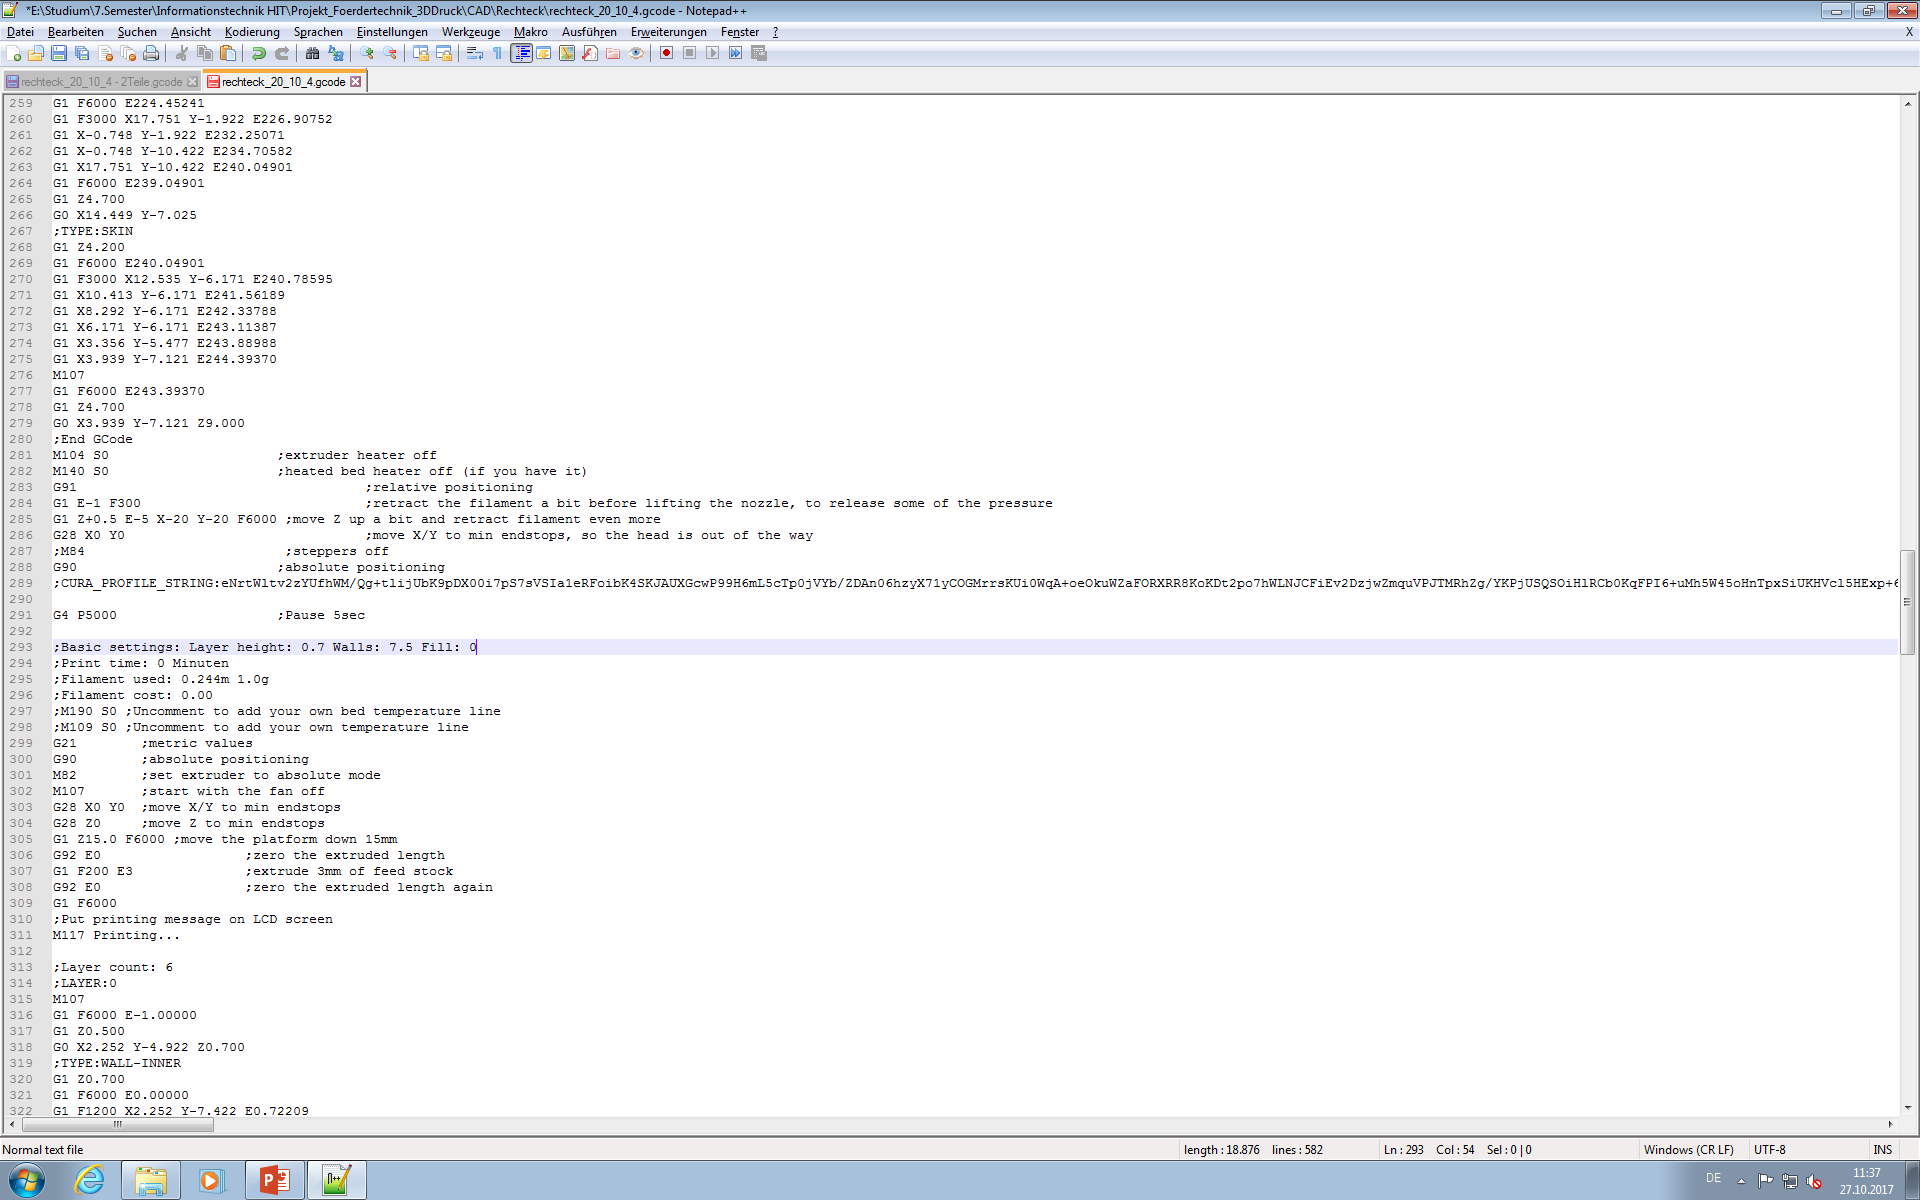 *E:\Studium\7.Semester\Informationstechnik HIT\Projekt_Foerdertechnik_3DDruck\CAD\Rechteck\rechteck_20_10_4.gcode - Notepad++
Datei Bearbeiten Suchen Ansicht Kodierung Sprachen Einstellungen Werkzeuge Makro Ausführen Erweiterungen Fenster ? X
rechteck_20_10_4 - 2Teile.gcode rechteck_20_10_4.gcode
259 G1 F6000 E224.45241
260 G1 F3000 X17.751 Y-1.922 E226.90752
261 G1 X-0.748 Y-1.922 E232.25071
262 G1 X-0.748 Y-10.422 E234.70582
263 G1 X17.751 Y-10.422 E240.04901
264 G1 F6000 E239.04901
265 G1 Z4.700
266 G0 X14.449 Y-7.025
267 ;TYPE:SKIN
268 G1 Z4.200
269 G1 F6000 E240.04901
270 G1 F3000 X12.535 Y-6.171 E240.78595
271 G1 X10.413 Y-6.171 E241.56189
272 G1 X8.292 Y-6.171 E242.33788
273 G1 X6.171 Y-6.171 E243.11387
274 G1 X3.356 Y-5.477 E243.88988
275 G1 X3.939 Y-7.121 E244.39370
276 M107
277 G1 F6000 E243.39370
278 G1 Z4.700
279 G0 X3.939 Y-7.121 Z9.000
280 ;End GCode
281 M104 S0 ;extruder heater off
282 M140 S0 ;heated bed heater off (if you have it)
283 G91 ;relative positioning
284 G1 E-1 F300 ;retract the filament a bit before lifting the nozzle, to release some of the pressure
285 G1 Z+0.5 E-5 X-20 Y-20 F6000 ;move Z up a bit and retract filament even more
286 G28 X0 Y0 ;move X/Y to min endstops, so the head is out of the way
287 ;M84 ;steppers off
288 G90 ;absolute positioning
289 ;CURA_PROFILE_STRING:
290
291 G4 P5000 ;Pause 5sec
292
293 ;Basic settings: Layer height: 0.7 Walls: 7.5 Fill: 0
294 ;Print time: 0 Minuten
295 ;Filament used: 0.244m 1.0g
296 ;Filament cost: 0.00
297 ;M190 S0 ;Uncomment to add your own bed temperature line
298 ;M109 S0 ;Uncomment to add your own temperature line
299 G21 ;metric values
300 G90 ;absolute positioning
301 M82 ;set extruder to absolute mode
302 M107 ;start with the fan off
303 G28 X0 Y0 ;move X/Y to min endstops
304 G28 Z0 ;move Z to min endstops
305 G1 Z15.0 F6000 ;move the platform down 15mm
306 G92 E0 ;zero the extruded length
307 G1 F200 E3 ;extrude 3mm of feed stock
308 G92 E0 ;zero the extruded length again
309 G1 F6000
310 ;Put printing message on LCD screen
311 M117 Printing...
312
313 ;Layer count: 6
314 ;LAYER:0
315 M107
316 G1 F6000 E-1.00000
317 G1 Z0.500
318 G0 X2.252 Y-4.922 Z0.700
319 ;TYPE:WALL-INNER
320 G1 Z0.700
321 G1 F6000 E0.00000
322 G1 F1200 X2.252 Y-7.422 E0.72209
Normal text file length : 18.876 lines : 582 Ln : 293 Col : 54 Sel : 0 | 0 Windows (CR LF) UTF-8 INS
DE 11:37
27.10.2017